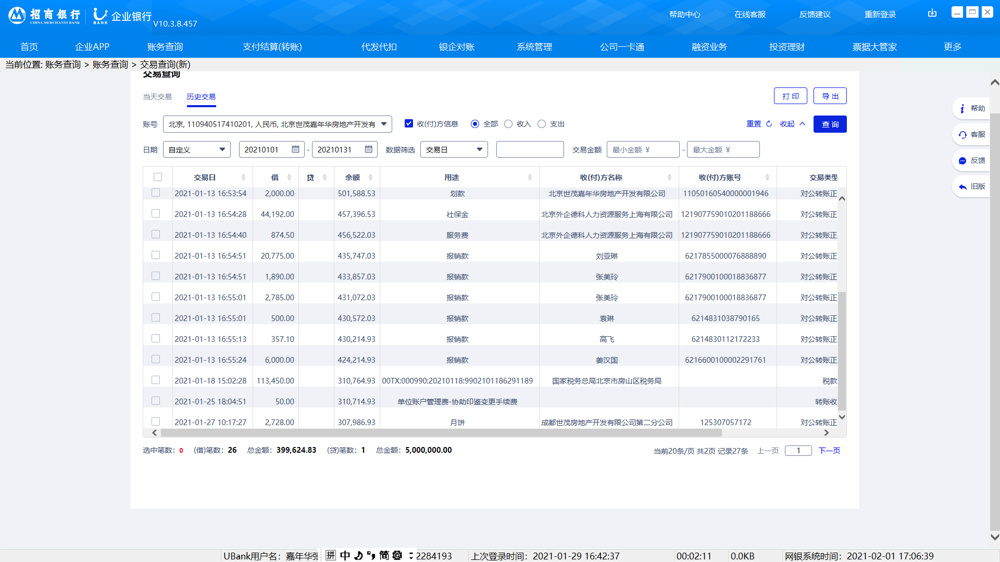 招商银行 CHINA MERCHANTS BANK U BANK 企业银行 V10.3.8.457 帮助中心 在线客服 反馈建议 重新登录
首页 企业APP 账务查询 支付结算(转账) 代发代扣 银企对账 系统管理 公司一卡通 融资业务 投资理财 票据大管家 更多
当前位置: 账务查询 > 账务查询 > 交易查询(新)
交易查询
当天交易 历史交易 打 印 导 出
账号 北京, 110940517410201, 人民币, 北京世茂嘉年华房地产开发有 收(付)方信息 全部 收入 支出 重置 收起 查 询
日期 自定义 20210101 - 20210131 数据筛选 交易日 交易金额 最小金额 ¥ - 最大金额 ¥
帮助
客服
反馈
旧版
交易日 借 贷 余额 用途 收(付)方名称 收(付)方账号 交易类型
2021-01-13 16:53:54 2,000.00 501,588.53 划款 北京世茂嘉年华房地产开发有限公司 11050160540000001946 对公转账正
2021-01-13 16:54:28 44,192.00 457,396.53 社保金 北京外企德科人力资源服务上海有限公司 121907759010201188666 对公转账正
2021-01-13 16:54:40 874.50 456,522.03 服务费 北京外企德科人力资源服务上海有限公司 121907759010201188666 对公转账正
2021-01-13 16:54:51 20,775.00 435,747.03 报销款 刘亚琳 6217855000076888890 对公转账正
2021-01-13 16:54:51 1,890.00 433,857.03 报销款 张美玲 6217900100018836877 对公转账正
2021-01-13 16:55:01 2,785.00 431,072.03 报销款 张美玲 6217900100018836877 对公转账正
2021-01-13 16:55:01 500.00 430,572.03 报销款 袁琳 6214831038790165 对公转账正
2021-01-13 16:55:13 357.10 430,214.93 报销款 高飞 6214830112172233 对公转账正
2021-01-13 16:55:24 6,000.00 424,214.93 报销款 姜汉国 6216600100002291761 对公转账正
2021-01-18 15:02:28 113,450.00 310,764.93 00TX:000990:20210118:9902101186291189 国家税务总局北京市房山区税务局 税款
2021-01-25 18:04:51 50.00 310,714.93 单位账户管理费-协助印鉴变更手续费 转账收
2021-01-27 10:17:27 2,728.00 307,986.93 月饼 成都世茂房地产开发有限公司第二分公司 125307057172 对公转账正
选中笔数: 0 (借)笔数: 26 总金额: 399,624.83 (贷)笔数: 1 总金额: 5,000,000.00 当前20条/页 共2页 记录27条 上一页 1 下一页
UBank用户名: 嘉年华张 拼 中 简 2284193 上次登录时间: 2021-01-29 16:42:37 00:02:11 0.0KB 网银系统时间: 2021-02-01 17:06:39